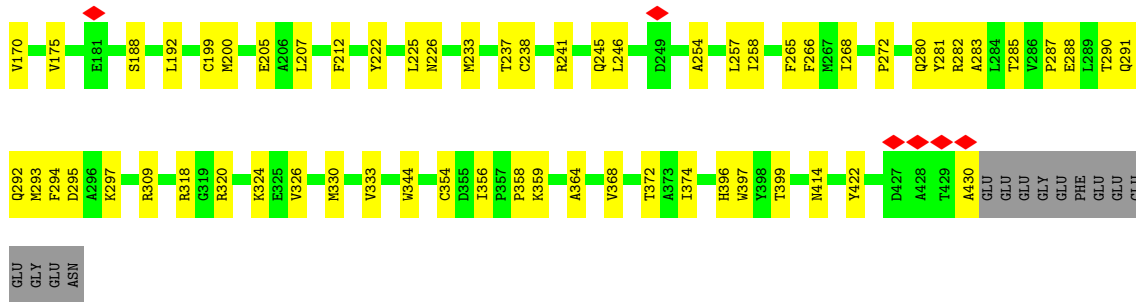 V170 V175 E181 S188 L192 C199 M200 E205 A206 L207 F212 Y222 L225 N226 M233 T237 C238 R241 Q245 L246 D249 A254 L257 I258 F265 F266 M267 I268 P272 Q280 Y281 R282 A283 L284 T285 V286 P287 E288 L289 T290 Q291
Q292 M293 F294 D295 A296 K297 R309 R318 G319 R320 K324 E325 V326 M330 V333 W344 C354 D355 I356 P357 P358 K359 A364 V368 T372 A373 I374 H396 W397 Y398 T399 N414 Y422 D427 A428 T429 A430 GLU GLU GLU GLY GLU PHE GLU GLU GLU
GLU GLY GLU ASN